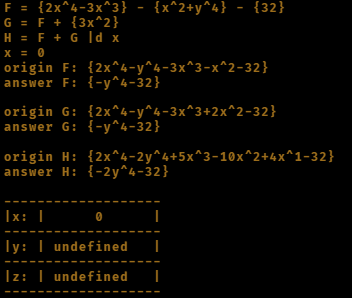 F = {2x^4-3x^3} - {x^2+y^4} - {32}
G = F + {3x^2}
H = F + G |d x
x = 0
origin F: {2x^4-y^4-3x^3-x^2-32}
answer F: {-y^4-32}
origin G: {2x^4-y^4-3x^3+2x^2-32}
answer G: {-y^4-32}
origin H: {2x^4-2y^4+5x^3-10x^2+4x^1-32}
answer H: {-2y^4-32}
-------------------
|x: |      0      |
-------------------
|y: | undefined   |
-------------------
|z: | undefined   |
-------------------